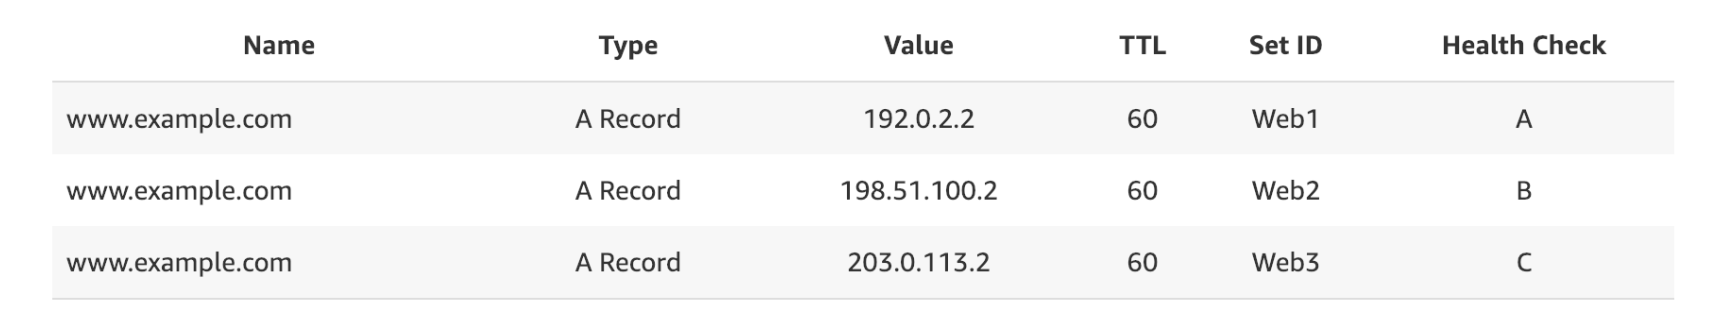 Name Type Value TTL Set ID Health Check
www.example.com A Record 192.0.2.2 60 Web1 A
www.example.com A Record 198.51.100.2 60 Web2 B
www.example.com A Record 203.0.113.2 60 Web3 C